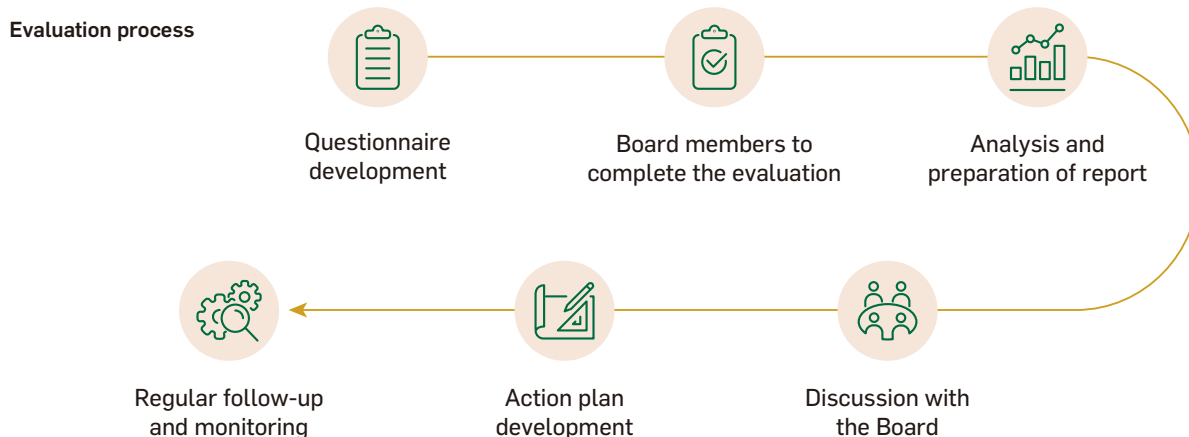 Evaluation process
Questionnaire
development
Board members to
complete the evaluation
Analysis and
preparation of report
Discussion with
the Board
Action plan
development
Regular follow-up
and monitoring